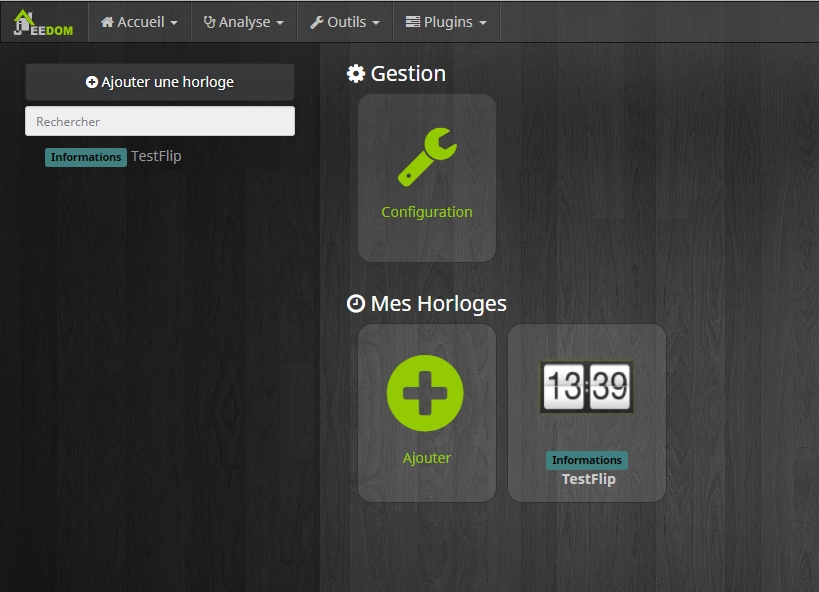 JEEDOM Accueil Analyse Outils Plugins
Ajouter une horloge
Rechercher
Informations TestFlip
Gestion
Configuration
Mes Horloges
Ajouter
13:39
Informations
TestFlip